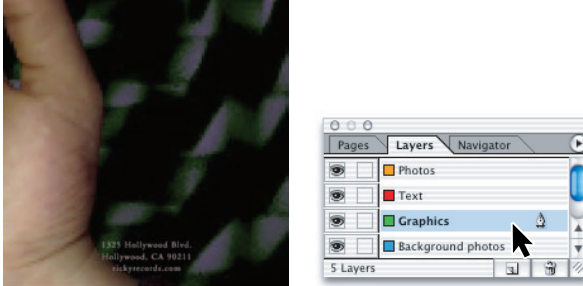 1325 Hollywood Blvd.
Hollywood, CA 90211
rickyrecords.com
Pages Layers Navigator
Photos
Text
Graphics
Background photos
5 Layers